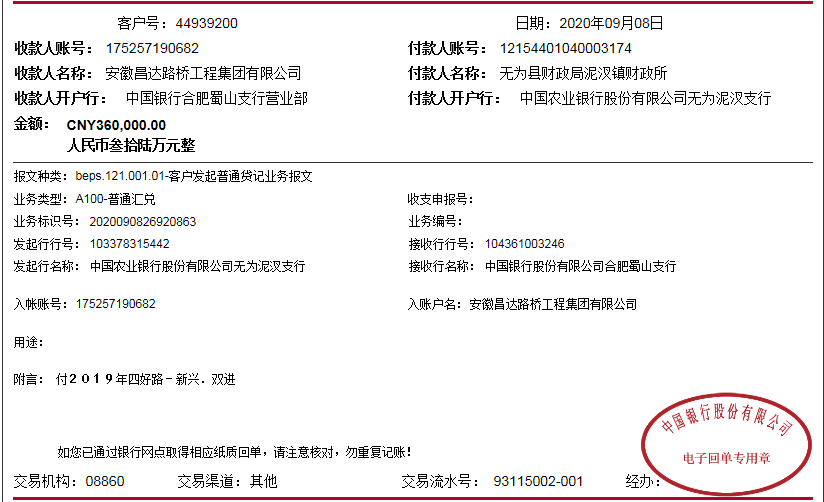 客户号：44939200 日期：2020年09月08日
收款人账号：175257190682 付款人账号：12154401040003174
收款人名称：安徽昌达路桥工程集团有限公司 付款人名称：无为县财政局泥汊镇财政所
收款人开户行：中国银行合肥蜀山支行营业部 付款人开户行：中国农业银行股份有限公司无为泥汊支行
金额：CNY360,000.00
人民币叁拾陆万元整
报文种类：beps.121.001.01-客户发起普通贷记业务报文
业务类型：A100-普通汇兑 收支申报号：
业务标识号：2020090826920863 业务编号：
发起行行号：103378315442 接收行行号：104361003246
发起行名称：中国农业银行股份有限公司无为泥汊支行 接收行名称：中国银行股份有限公司合肥蜀山支行
入帐账号：175257190682 入账户名：安徽昌达路桥工程集团有限公司
用途：
附言：付２０１９年四好路－新兴．双进
中国银行股份有限公司
电子回单专用章
如您已通过银行网点取得相应纸质回单，请注意核对，勿重复记账！
交易机构：08860 交易渠道：其他 交易流水号：93115002-001 经办：